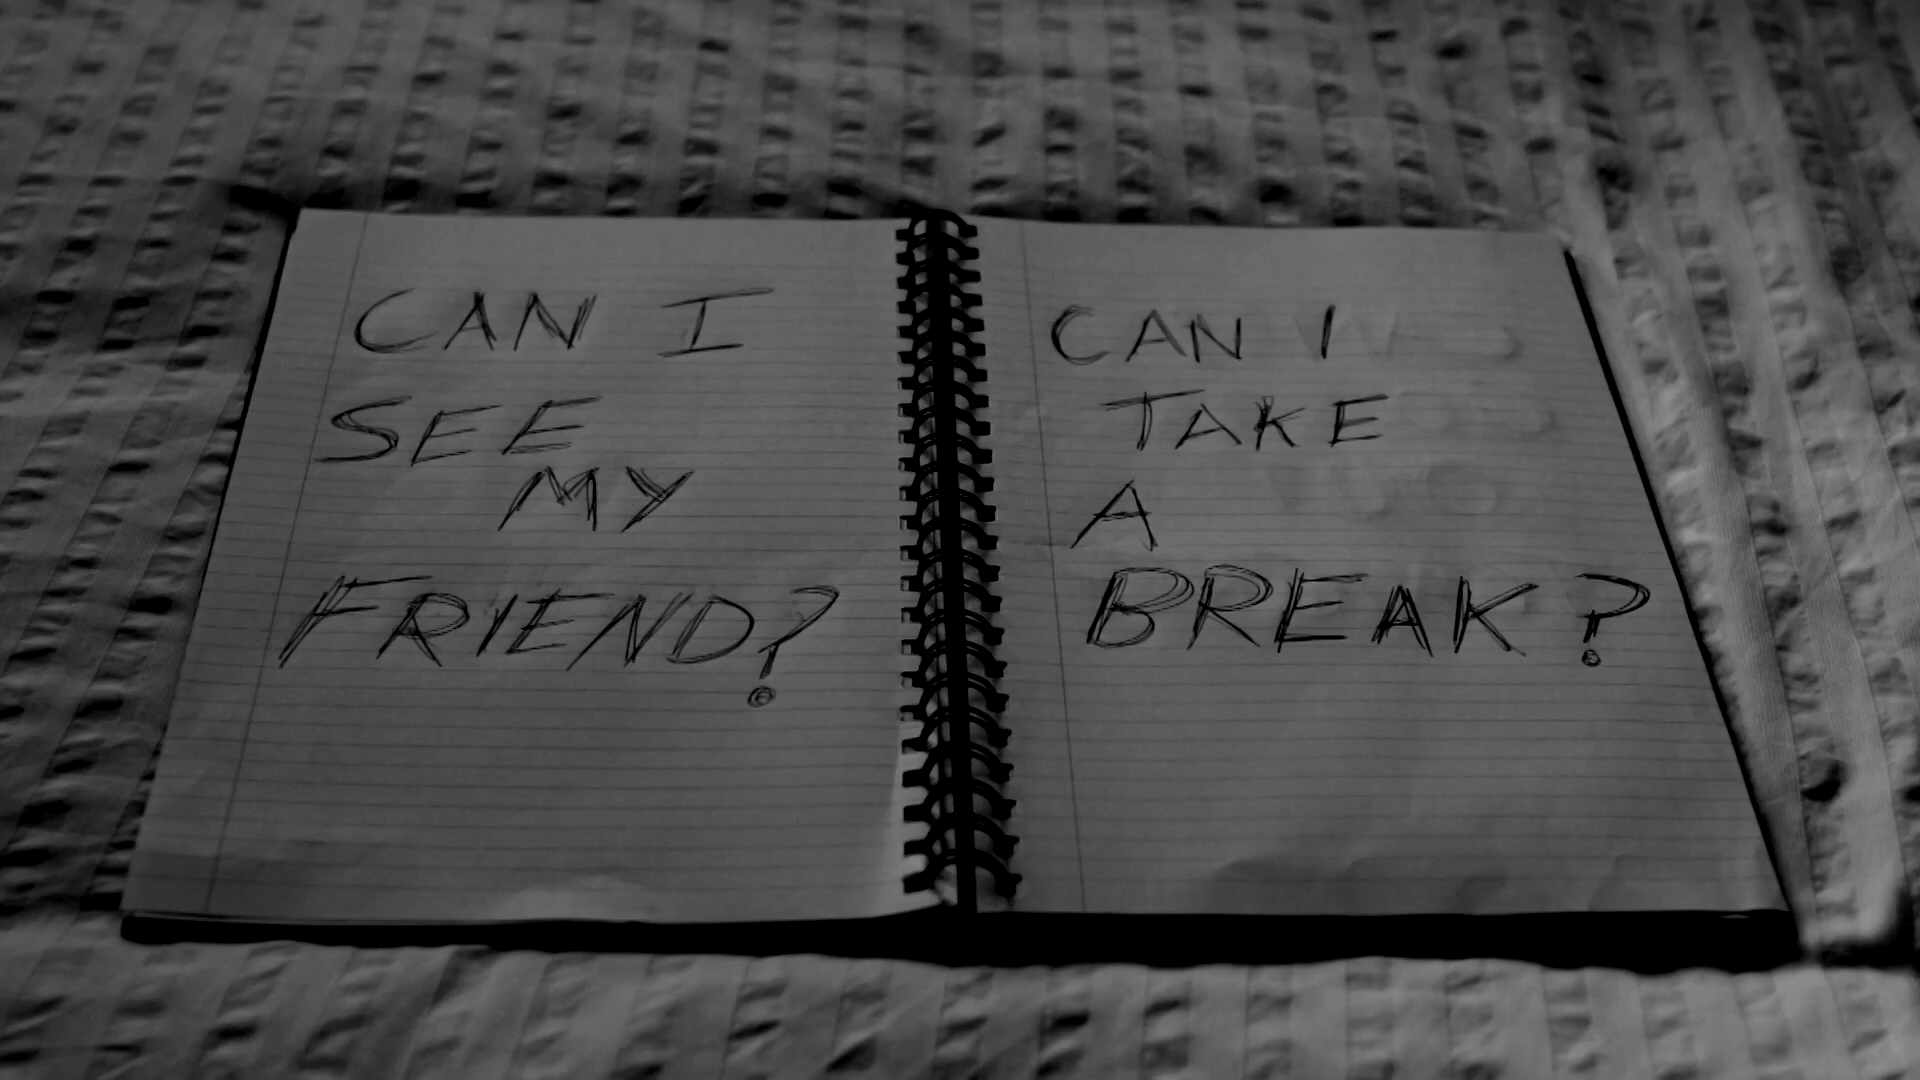 CAN I
SEE
MY
FRIEND?
CAN I
TAKE
A
BREAK?